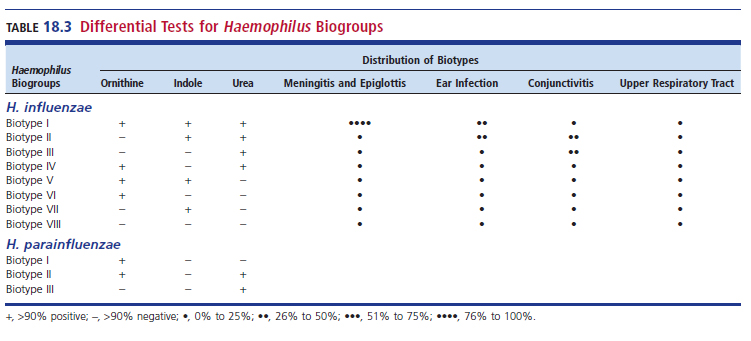 TABLE 18.3 Differential Tests for Haemophilus Biogroups
Distribution of Biotypes
Haemophilus
Biogroups Ornithine Indole Urea Meningitis and Epiglottis Ear Infection Conjunctivitis Upper Respiratory Tract
H. influenzae
Biotype I + + + •••• •• • •
Biotype II – + + • •• •• •
Biotype III – – + • • •• •
Biotype IV + – + • • • •
Biotype V + + – • • • •
Biotype VI + – – • • • •
Biotype VII – + – • • • •
Biotype VIII – – – • • • •
H. parainfluenzae
Biotype I + – –
Biotype II + – +
Biotype III – – +
+, >90% positive; –, >90% negative; •, 0% to 25%; ••, 26% to 50%; •••, 51% to 75%; ••••, 76% to 100%.